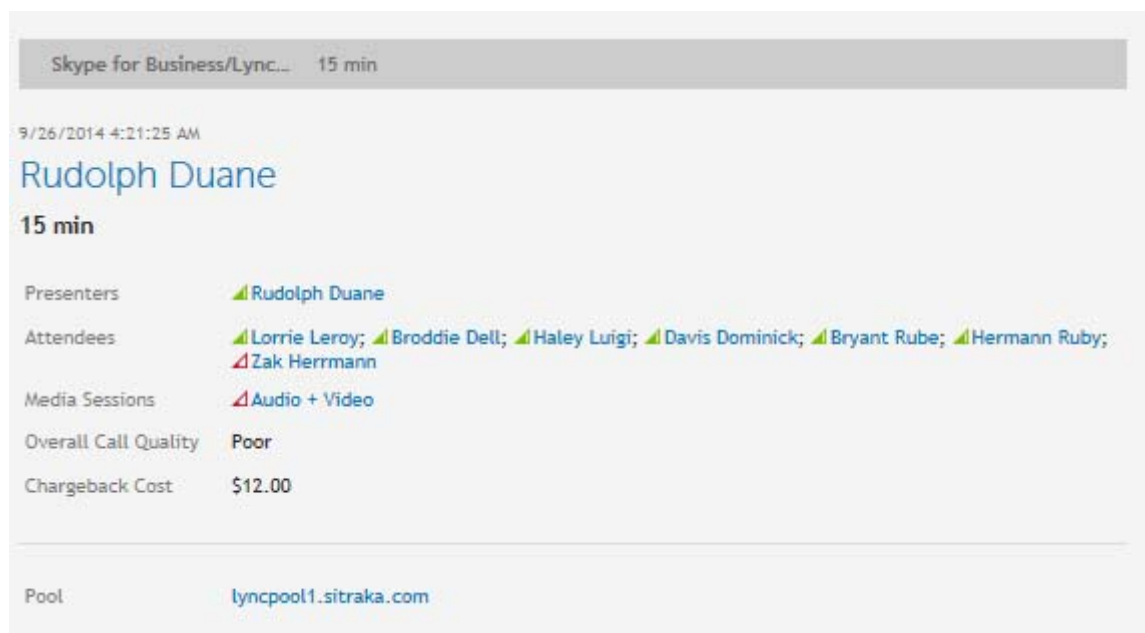 Skype for Business/Lync... 15 min
9/26/2014 4:21:25 AM
Rudolph Duane
15 min
Presenters Rudolph Duane
Attendees Lorrie Leroy; Broddie Dell; Haley Luigi; Davis Dominick; Bryant Rube; Hermann Ruby;
Zak Herrmann
Media Sessions Audio + Video
Overall Call Quality Poor
Chargeback Cost $12.00
Pool lyncpool1.sitraka.com